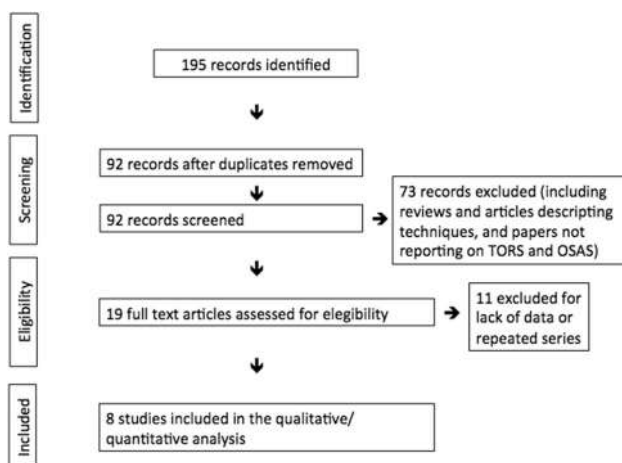 Identification
195 records identified
Screening
92 records after duplicates removed
92 records screened
73 records excluded (including
reviews and articles descripting
techniques, and papers not
reporting on TORS and OSAS)
Eligibility
19 full text articles assessed for elegibility
11 excluded for
lack of data or
repeated series
Included
8 studies included in the qualitative/
quantitative analysis